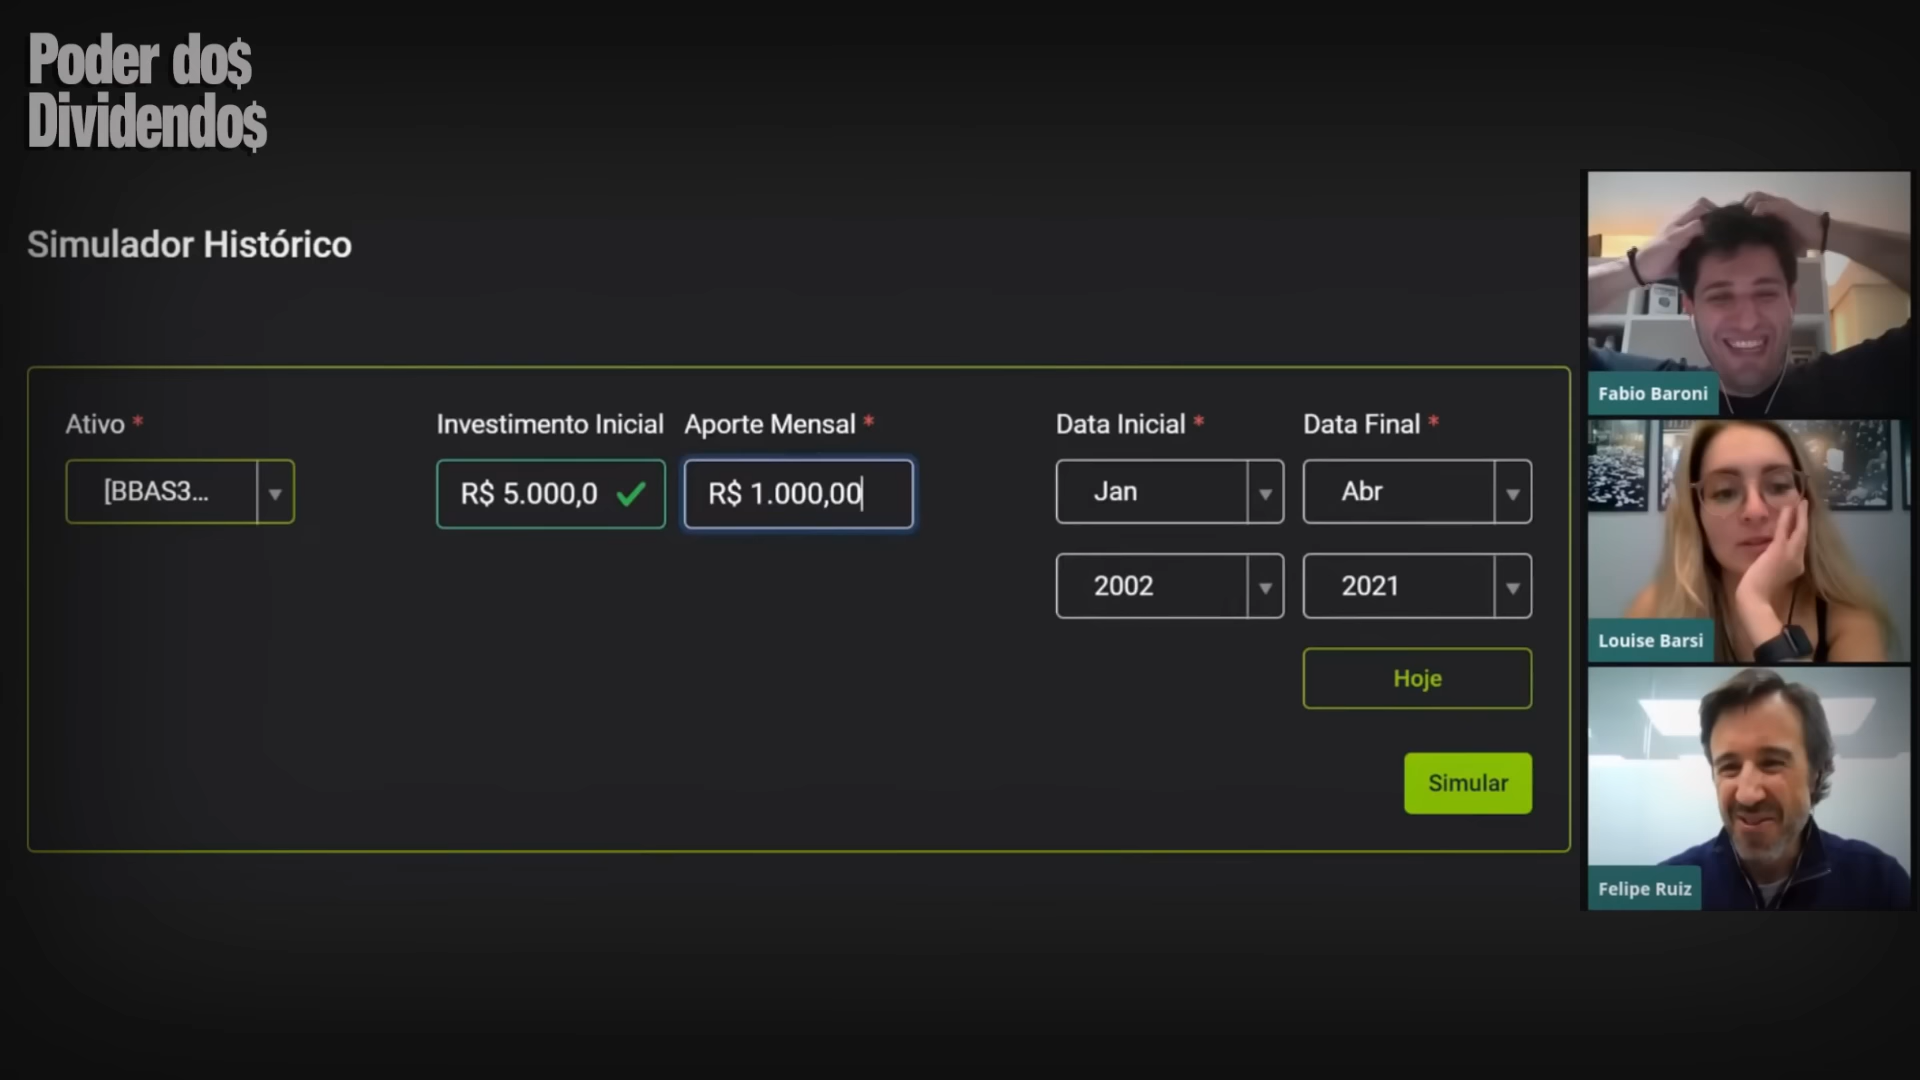 Poder do$
Dividendo$
Simulador Histórico
Ativo *
Investimento Inicial
Aporte Mensal *
Data Inicial *
Data Final *
[BBAS3...
R$ 5.000,0
R$ 1.000,00
Jan
Abr
2002
2021
Hoje
Simular
Fabio Baroni
Louise Barsi
Felipe Ruiz